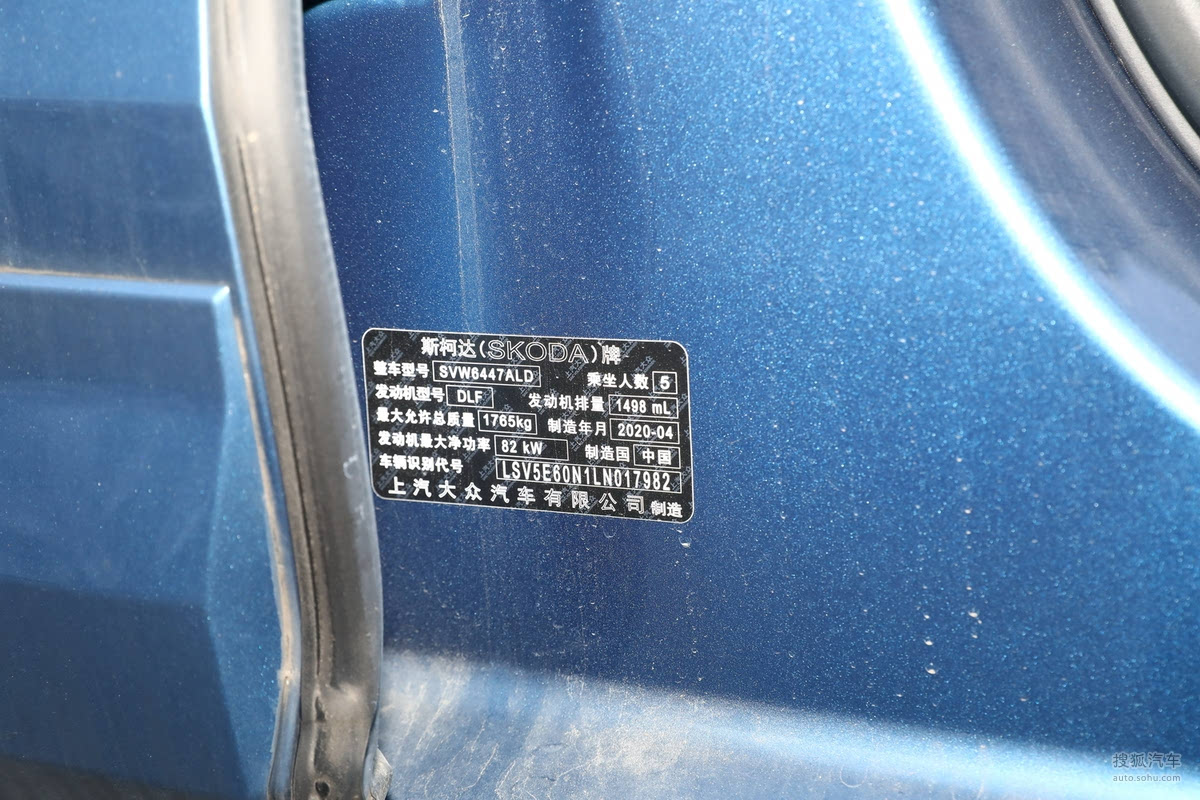 斯柯达(SKODA)牌
整车型号 SVW6447ALD 乘坐人数 5
发动机型号 DLF 发动机排量 1498 mL
最大允许总质量 1765kg 制造年月 2020-04
发动机最大净功率 82 kW 制造国 中国
车辆识别代号 LSV5E60N1LN017982
上汽大众汽车有限公司 制造
搜狐汽车
auto.sohu.com